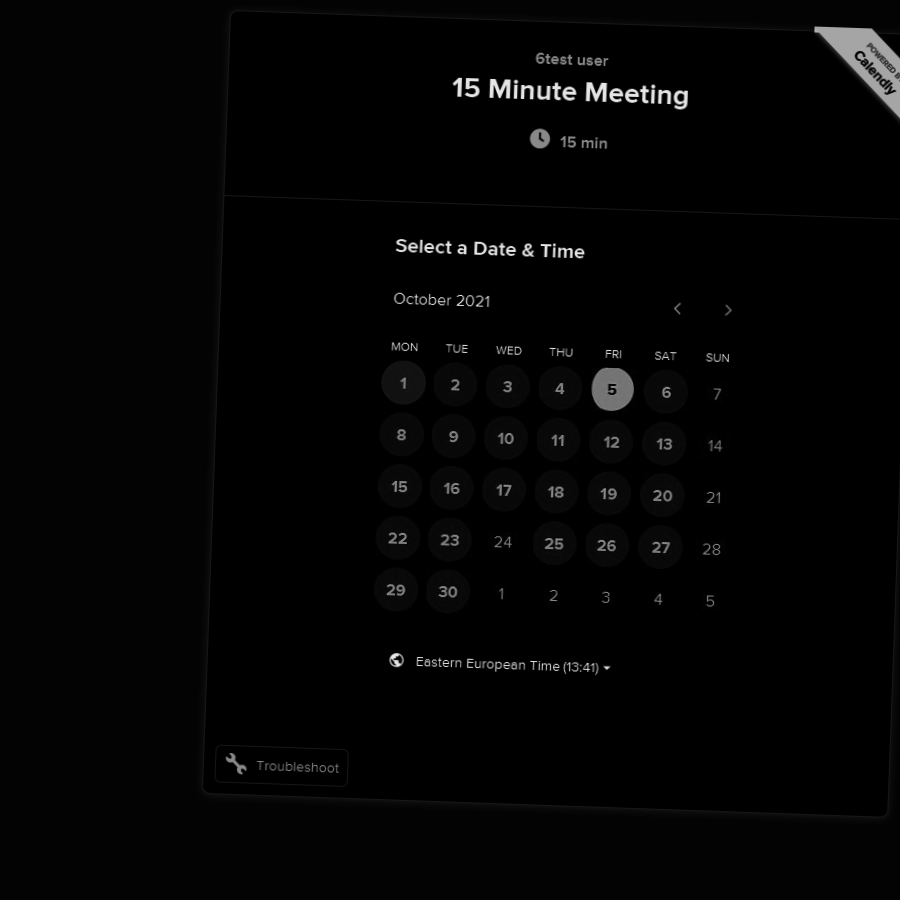 6test user
15 Minute Meeting
15 min
POWERED
Calendly
Select a Date & Time
October 2021
MON TUE WED THU FRI SAT SUN
1 2 3 4 5 6 7
8 9 10 11 12 13 14
15 16 17 18 19 20 21
22 23 24 25 26 27 28
29 30 1 2 3 4 5
Eastern European Time (13:41)
Troubleshoot